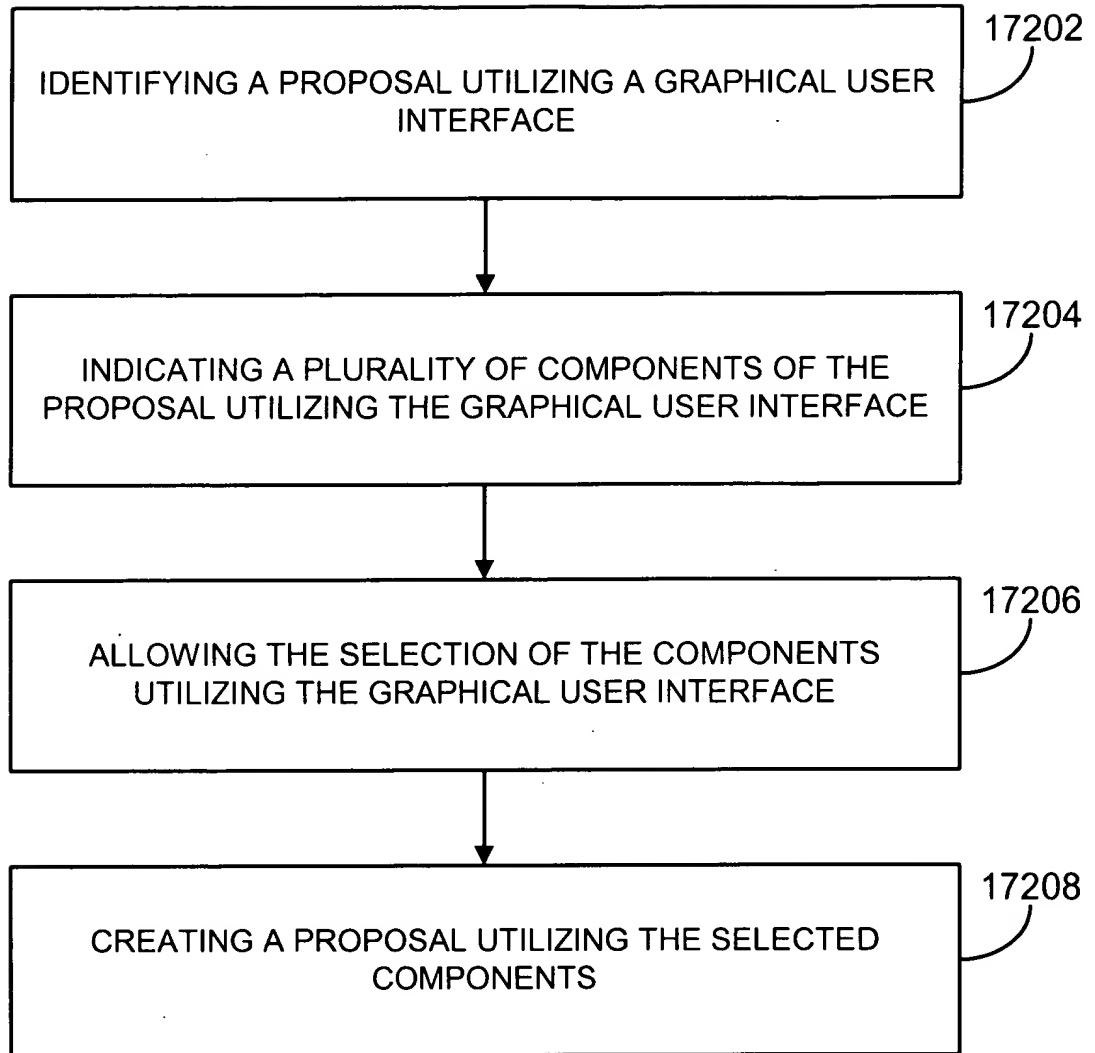 17202
IDENTIFYING A PROPOSAL UTILIZING A GRAPHICAL USER
INTERFACE
17204
INDICATING A PLURALITY OF COMPONENTS OF THE
PROPOSAL UTILIZING THE GRAPHICAL USER INTERFACE
17206
ALLOWING THE SELECTION OF THE COMPONENTS
UTILIZING THE GRAPHICAL USER INTERFACE
17208
CREATING A PROPOSAL UTILIZING THE SELECTED
COMPONENTS